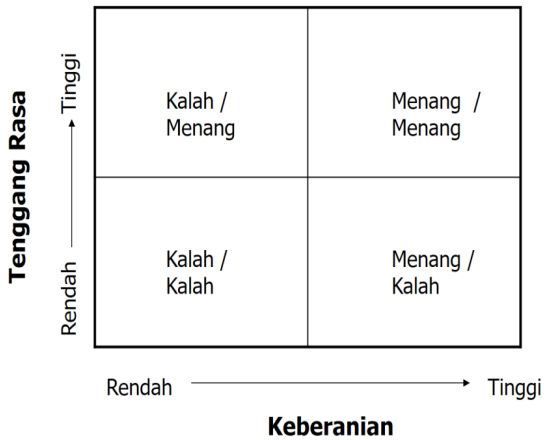 Tenggang Rasa
Rendah
Tinggi
Kalah /
Menang
Menang /
Menang
Kalah /
Kalah
Menang /
Kalah
Rendah
Tinggi
Keberanian